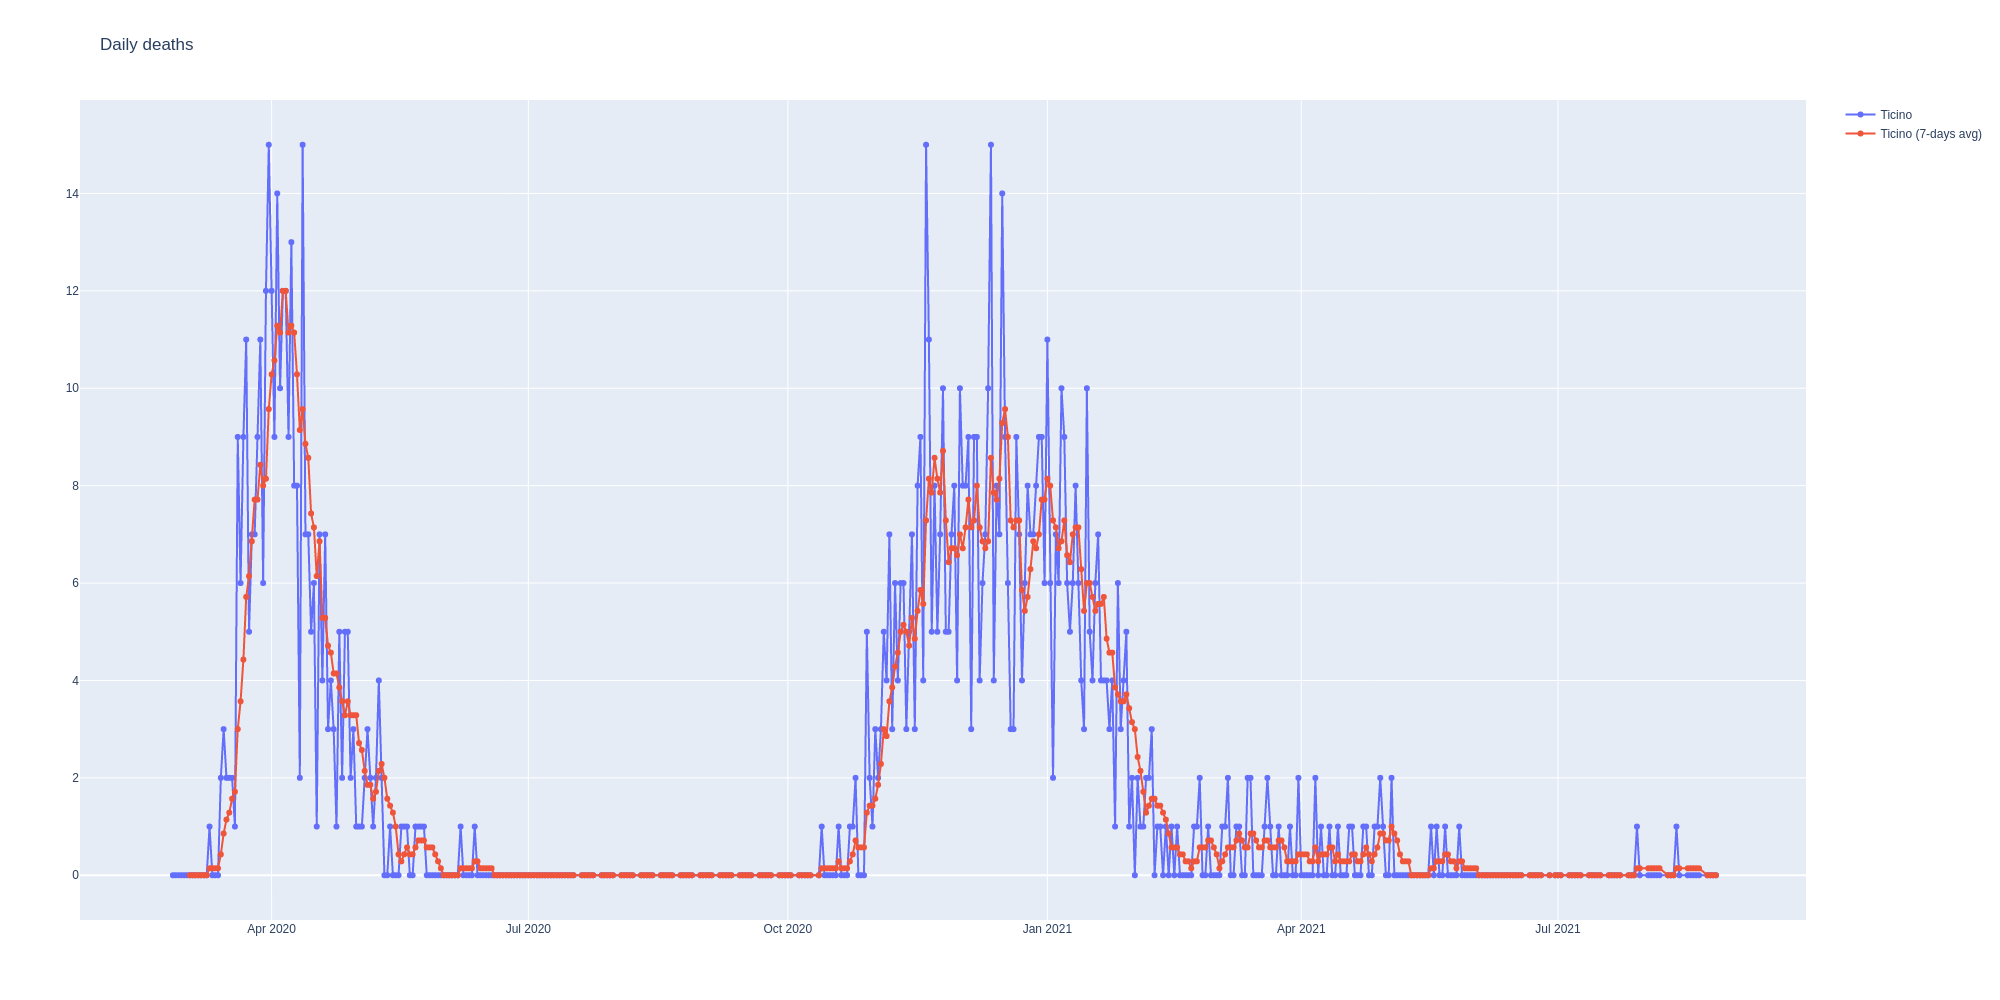 Daily deaths
Ticino
Ticino (7-days avg)
14
12
10
8
6
4
2
0
Apr 2020
Jul 2020
Oct 2020
Jan 2021
Apr 2021
Jul 2021